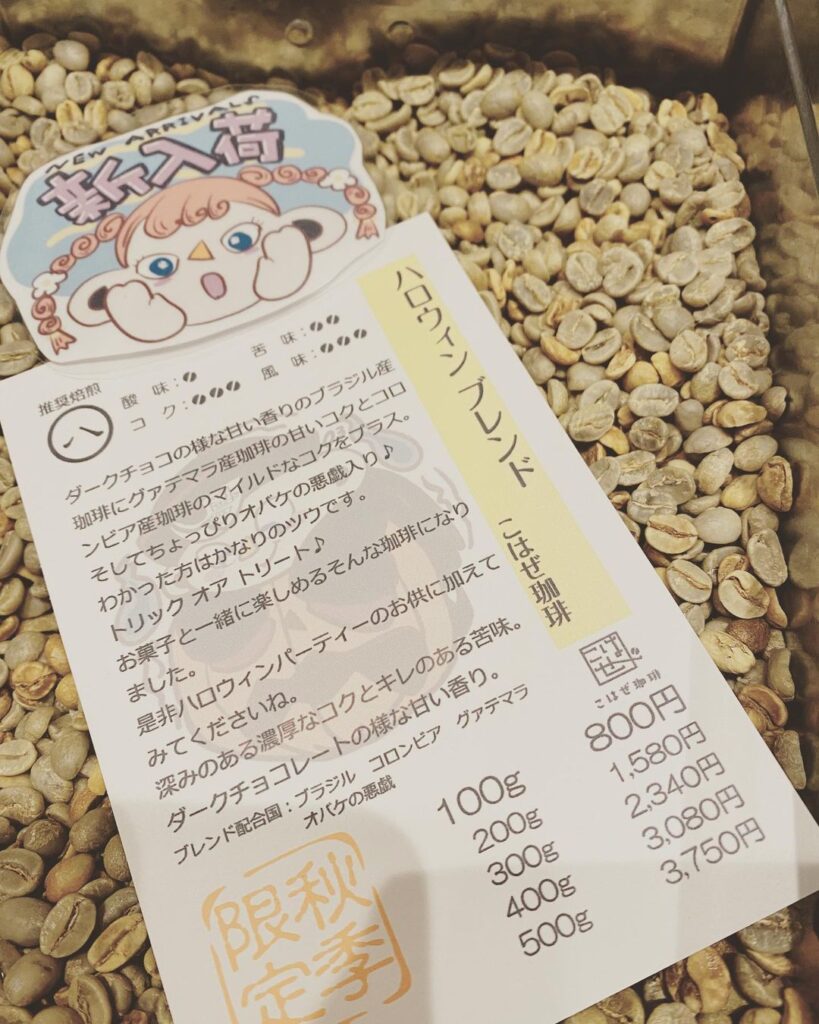 NEW ARRIVALS
新入荷
ハロウィン ブレンド こはぜ珈琲
推奨焙煎
八
酸味:
苦味:
コク:
風味:
ダークチョコの様な甘い香りのブラジル産
珈琲にグァテマラ産珈琲の甘いコクとコロ
ンビア産珈琲のマイルドなコクをプラス。
そしてちょっぴりオバケの悪戯入り♪
わかった方はかなりのツウです。
トリック オア トリート♪
お菓子と一緒に楽しめるそんな珈琲になり
ました。
是非ハロウィンパーティーのお供に加えて
みてくださいね。
深みのある濃厚なコクとキレのある苦味。
ダークチョコレートの様な甘い香り。
ブレンド配合国:ブラジル コロンビア グァテマラ
オバケの悪戯
こはぜ
こはぜ珈琲
100g 800円
200g 1,580円
300g 2,340円
400g 3,080円
500g 3,750円
秋季
限定